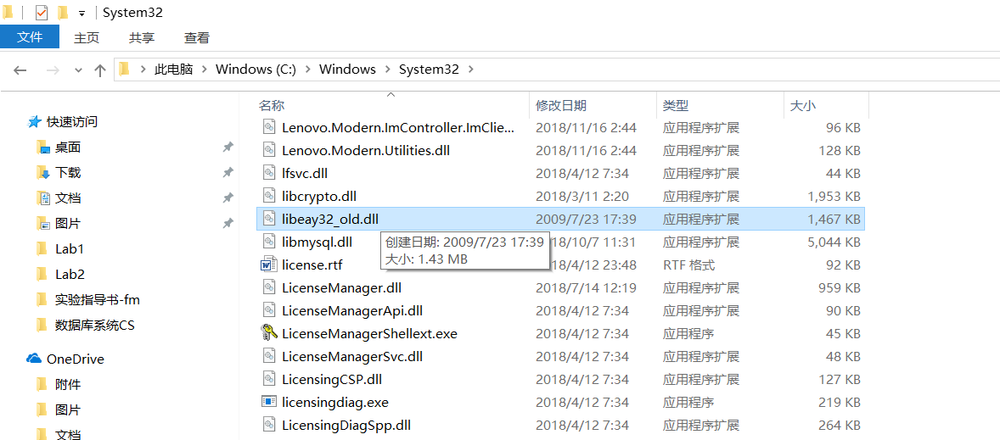 System32
文件 主页 共享 查看
此电脑 Windows (C:) Windows System32
名称 修改日期 类型 大小
快速访问
桌面
下载
文档
图片
Lab1
Lab2
实验指导书-fm
数据库系统CS
OneDrive
附件
图片
文档
Lenovo.Modern.ImController.ImClie... 2018/11/16 2:44 应用程序扩展 96 KB
Lenovo.Modern.Utilities.dll 2018/11/16 2:44 应用程序扩展 128 KB
lfsvc.dll 2018/4/12 7:34 应用程序扩展 44 KB
libcrypto.dll 2018/3/11 2:20 应用程序扩展 1,953 KB
libeay32_old.dll 2009/7/23 17:39 应用程序扩展 1,467 KB
libmysql.dll 18/10/7 11:31 应用程序扩展 5,044 KB
创建日期: 2009/7/23 17:39
大小: 1.43 MB
license.rtf 18/4/12 23:48 RTF 格式 92 KB
LicenseManager.dll 2018/7/14 12:19 应用程序扩展 959 KB
LicenseManagerApi.dll 2018/4/12 7:34 应用程序扩展 90 KB
LicenseManagerShellext.exe 2018/4/12 7:34 应用程序 45 KB
LicenseManagerSvc.dll 2018/4/12 7:34 应用程序扩展 48 KB
LicensingCSP.dll 2018/4/12 7:34 应用程序扩展 127 KB
licensingdiag.exe 2018/4/12 7:34 应用程序 219 KB
LicensingDiagSpp.dll 2018/4/12 7:34 应用程序扩展 264 KB